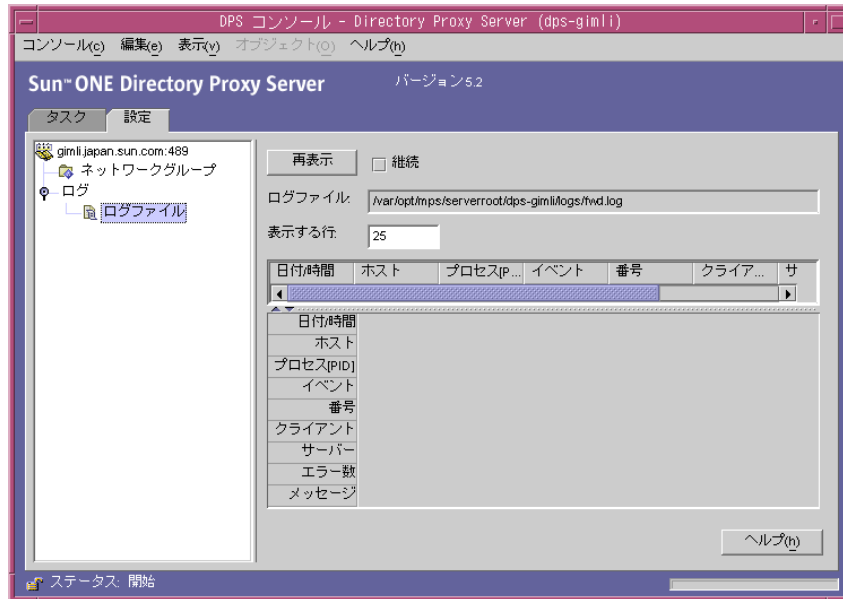 DPS コンソール - Directory Proxy Server (dps-gimli)
コンソール(c) 編集(e) 表示(v) オブジェクト(O) ヘルプ(h)
Sun™ ONE Directory Proxy Server バージョン5.2
タスク 設定
gimli.japan.sun.com:489
ネットワークグループ
ログ
ログファイル
再表示 継続
ログファイル: /var/opt/mps/serverroot/dps-gimli/logs/fwd.log
表示する行: 25
日付/時間 ホスト プロセス[P... イベント 番号 クライア... サ
日付/時間
ホスト
プロセス[PID]
イベント
番号
クライアント
サーバー
エラー数
メッセージ
ヘルプ(h)
ステータス: 開始